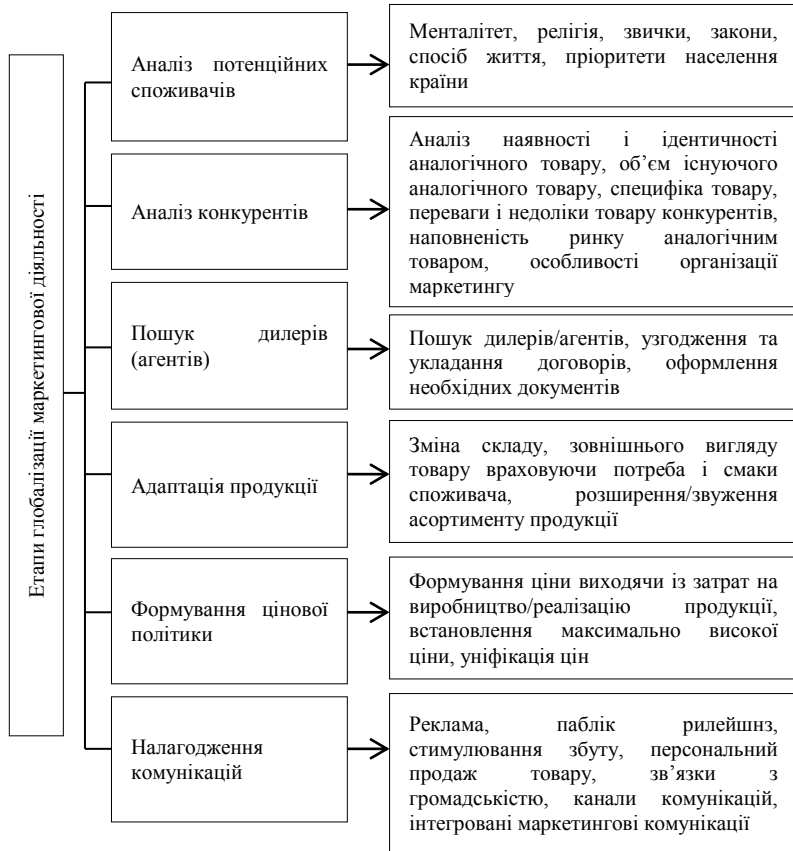 Етапи глобалізації маркетингової діяльності
Аналіз потенційних
споживачів
Менталітет, релігія, звички, закони,
спосіб життя, пріоритети населення
країни
Аналіз конкурентів
Аналіз наявності і ідентичності
аналогічного товару, об’єм існуючого
аналогічного товару, специфіка товару,
переваги і недоліки товару конкурентів,
наповненість ринку аналогічним
товаром, особливості організації
маркетингу
Пошук дилерів
(агентів)
Пошук дилерів/агентів, узгодження та
укладання договорів, оформлення
необхідних документів
Адаптація продукції
Зміна складу, зовнішнього вигляду
товару враховуючи потреба і смаки
споживача, розширення/звуження
асортименту продукції
Формування цінової
політики
Формування ціни виходячи із затрат на
виробництво/реалізацію продукції,
встановлення максимально високої
ціни, уніфікація цін
Налагодження
комунікацій
Реклама, паблік рилейшнз,
стимулювання збуту, персональний
продаж товару, зв’язки з
громадськістю, канали комунікацій,
інтегровані маркетингові комунікації